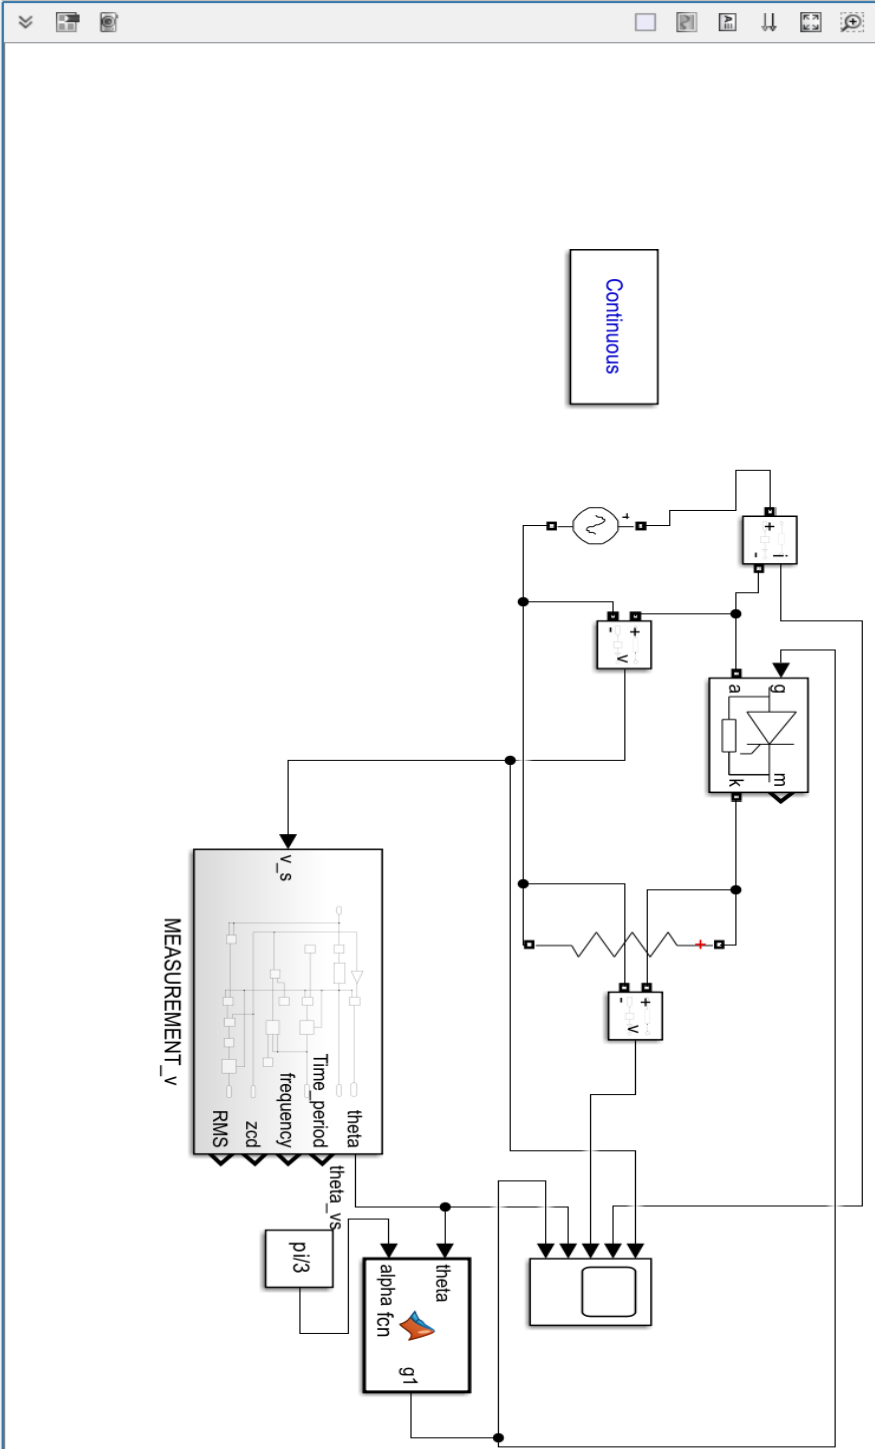 Continuous
+
+
i
-
+
-
v
g
m
a
k
+
+
-
v
v_s
theta
Time_period
frequency
zcd
RMS
MEASUREMENT_v
theta_vs
pi/3
theta
alpha fcn
g1